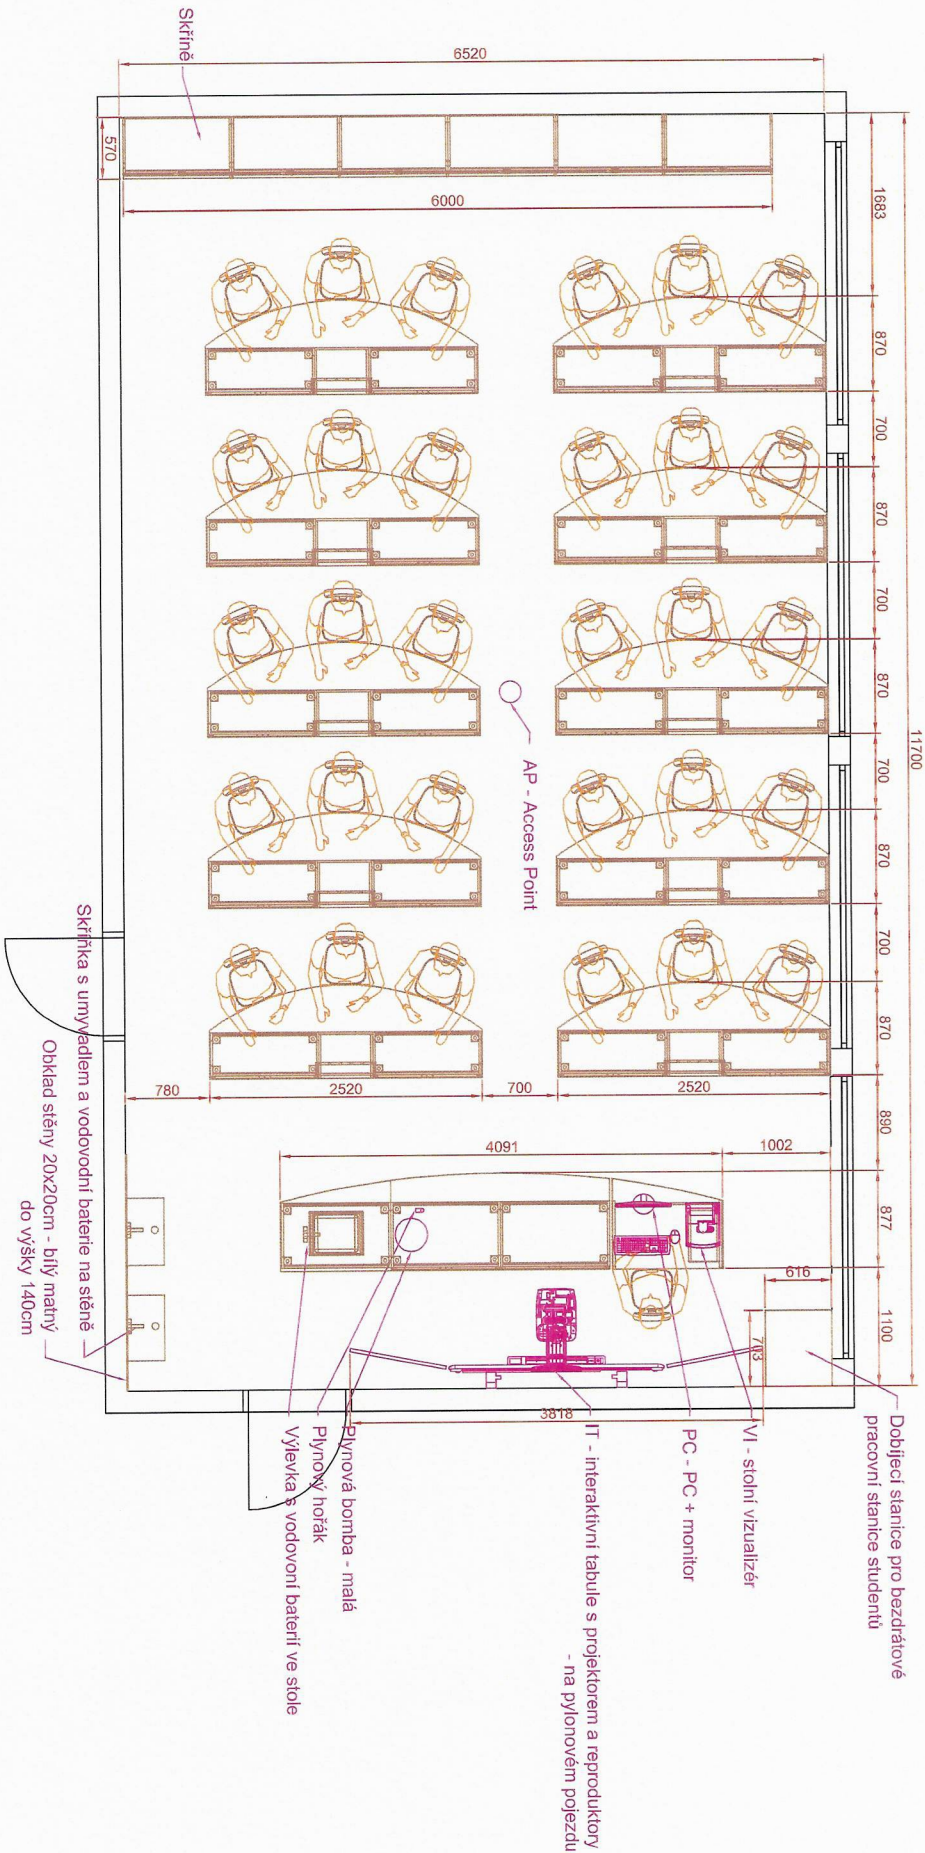 Skříně
6520
570
6000
11700
1683
870
700
870
700
870
700
870
700
870
890
877
1100
AP - Access Point
780
2520
700
2520
4091
1002
616
703
3818
Dobíjecí stanice pro bezdrátové
pracovní stanice studentů
VI - stolní vizualizér
PC - PC + monitor
IT - interaktivní tabule s projektorem a reproduktory
- na pylonovém pojezdu
Plynová bomba - malá
Plynový hořák
Výlevka s vodovoní baterií ve stole
Skříňka s umyvadlem a vodovodní baterie na stěně
Obklad stěny 20x20cm - bílý matný
do výšky 140cm